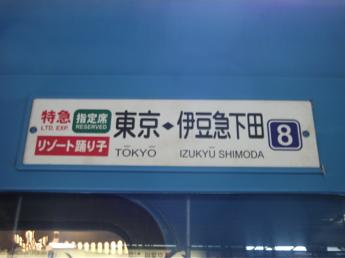 特急 指定席 東京◆伊豆急下田 8
LTD. EXP. RESERVED
リゾート踊り子 TŌKYŌ IZUKYŪ SHIMODA